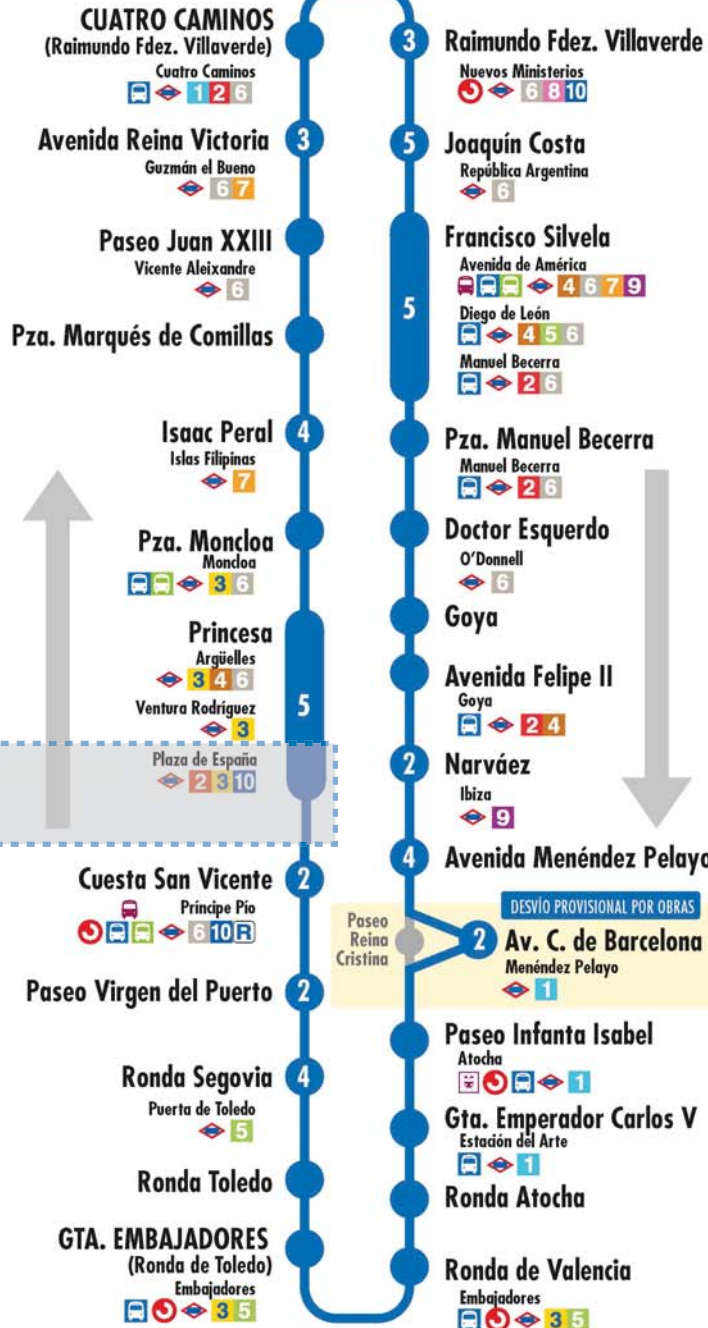 CUATRO CAMINOS
(Raimundo Fdez. Villaverde)
Cuatro Caminos
1 2 6
3
Avenida Reina Victoria
Guzmán el Bueno
6 7
Paseo Juan XXIII
Vicente Aleixandre
6
Pza. Marqués de Comillas
4
Isaac Peral
Islas Filipinas
7
Pza. Moncloa
Moncloa
3 6
Princesa
5
Argüelles
3 4 6
Ventura Rodríguez
3
Plaza de España
2 3 10
Cuesta San Vicente
2
Príncipe Pío
6 10 R
Paseo Virgen del Puerto
2
Ronda Segovia
4
Puerta de Toledo
5
Ronda Toledo
GTA. EMBAJADORES
(Ronda de Toledo)
Embajadores
3 5
3
Raimundo Fdez. Villaverde
Nuevos Ministerios
6 8 10
5
Joaquín Costa
República Argentina
6
Francisco Silvela
5
Avenida de América
4 6 7 9
Diego de León
4 5 6
Manuel Becerra
2 6
Pza. Manuel Becerra
Manuel Becerra
2 6
Doctor Esquerdo
O'Donnell
6
Goya
Avenida Felipe II
Goya
2 4
2
Narváez
Ibiza
9
4
Avenida Menéndez Pelayo
DESVÍO PROVISIONAL POR OBRAS
Paseo
Reina
Cristina
2
Av. C. de Barcelona
Menéndez Pelayo
1
Paseo Infanta Isabel
Atocha
1
Gta. Emperador Carlos V
Estación del Arte
1
Ronda Atocha
Ronda de Valencia
Embajadores
3 5